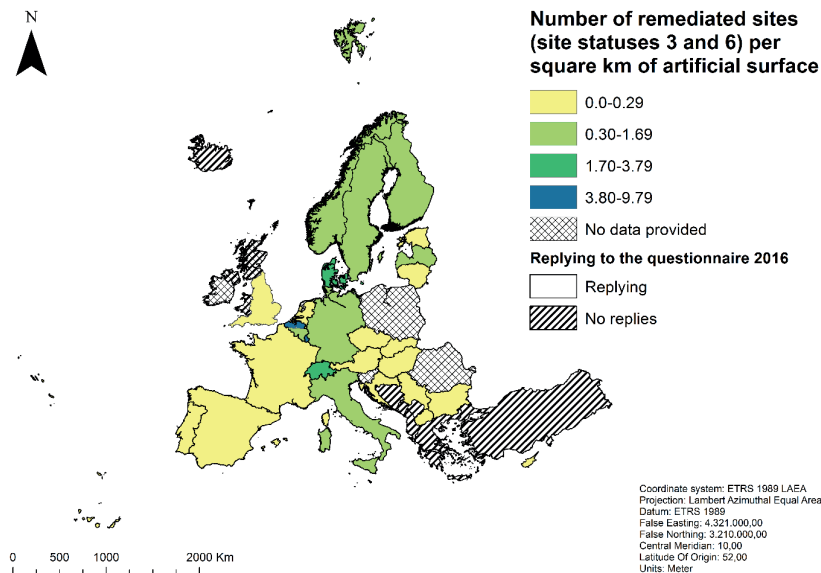 N
Number of remediated sites
(site statuses 3 and 6) per
square km of artificial surface
0.0-0.29
0.30-1.69
1.70-3.79
3.80-9.79
No data provided
Replying to the questionnaire 2016
Replying
No replies
Coordinate system: ETRS 1989 LAEA
Projection: Lambert Azimuthal Equal Area
Datum: ETRS 1989
False Easting: 4.321.000,00
False Northing: 3.210.000,00
Central Meridian: 10,00
Latitude Of Origin: 52,00
Units: Meter
0 500 1000 2000 Km